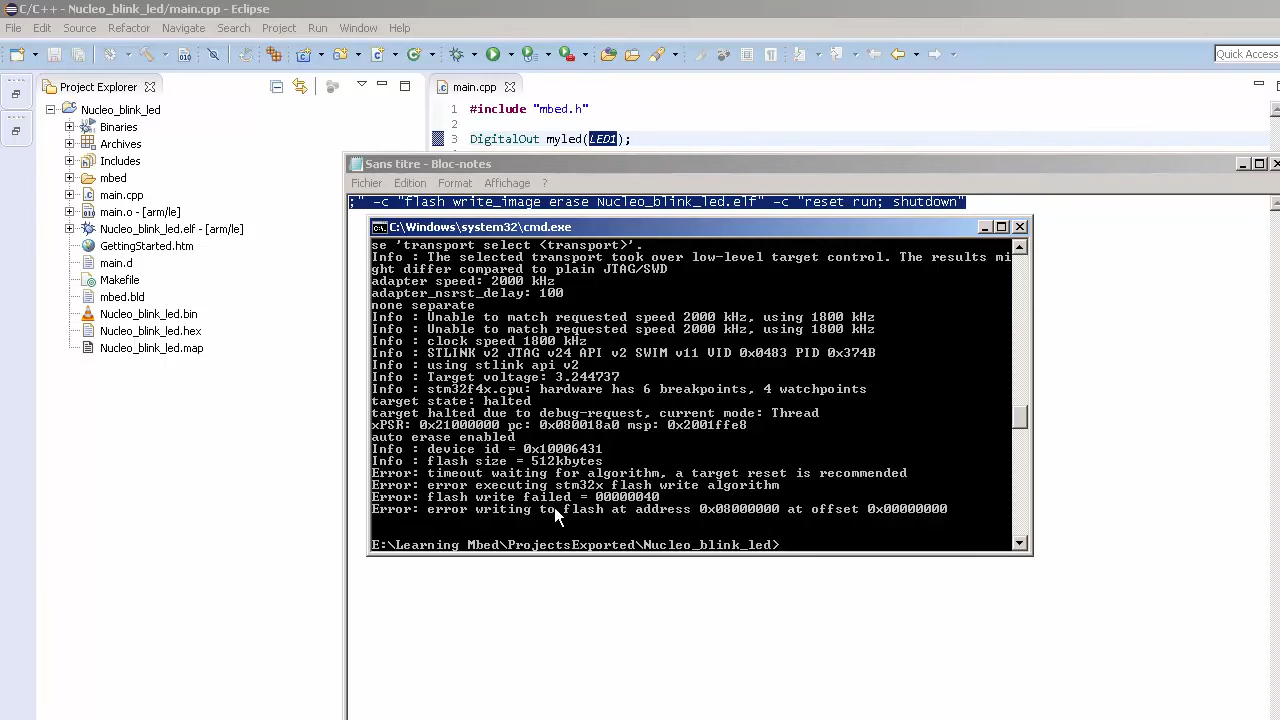 C/C++ - Nucleo_blink_led/main.cpp - Eclipse
File Edit Source Refactor Navigate Search Project Run Window Help
Quick Access
Project Explorer
main.cpp
Nucleo_blink_led
Binaries
Archives
Includes
mbed
main.cpp
main.o - [arm/le]
Nucleo_blink_led.elf - [arm/le]
GettingStarted.htm
main.d
Makefile
mbed.bld
Nucleo_blink_led.bin
Nucleo_blink_led.hex
Nucleo_blink_led.map
1 #include "mbed.h"
2
3 DigitalOut myled(LED1);
Sans titre - Bloc-notes
Fichier Edition Format Affichage ?
;" -c "flash write_image erase Nucleo_blink_led.elf" -c "reset run; shutdown"
C:\Windows\system32\cmd.exe
se 'transport select <transport>'.
Info : The selected transport took over low-level target control. The results mi
ght differ compared to plain JTAG/SWD
adapter speed: 2000 kHz
adapter_nsrst_delay: 100
none separate
Info : Unable to match requested speed 2000 kHz, using 1800 kHz
Info : Unable to match requested speed 2000 kHz, using 1800 kHz
Info : clock speed 1800 kHz
Info : STLINK v2 JTAG v24 API v2 SWIM v11 VID 0x0483 PID 0x374B
Info : using stlink api v2
Info : Target voltage: 3.244737
Info : stm32f4x.cpu: hardware has 6 breakpoints, 4 watchpoints
target state: halted
target halted due to debug-request, current mode: Thread
xPSR: 0x21000000 pc: 0x080018a0 msp: 0x2001ffe8
auto erase enabled
Info : device id = 0x10006431
Info : flash size = 512kbytes
Error: timeout waiting for algorithm, a target reset is recommended
Error: error executing stm32x flash write algorithm
Error: flash write failed = 00000040
Error: error writing to flash at address 0x08000000 at offset 0x00000000
E:\Learning Mbed\ProjectsExported\Nucleo_blink_led>